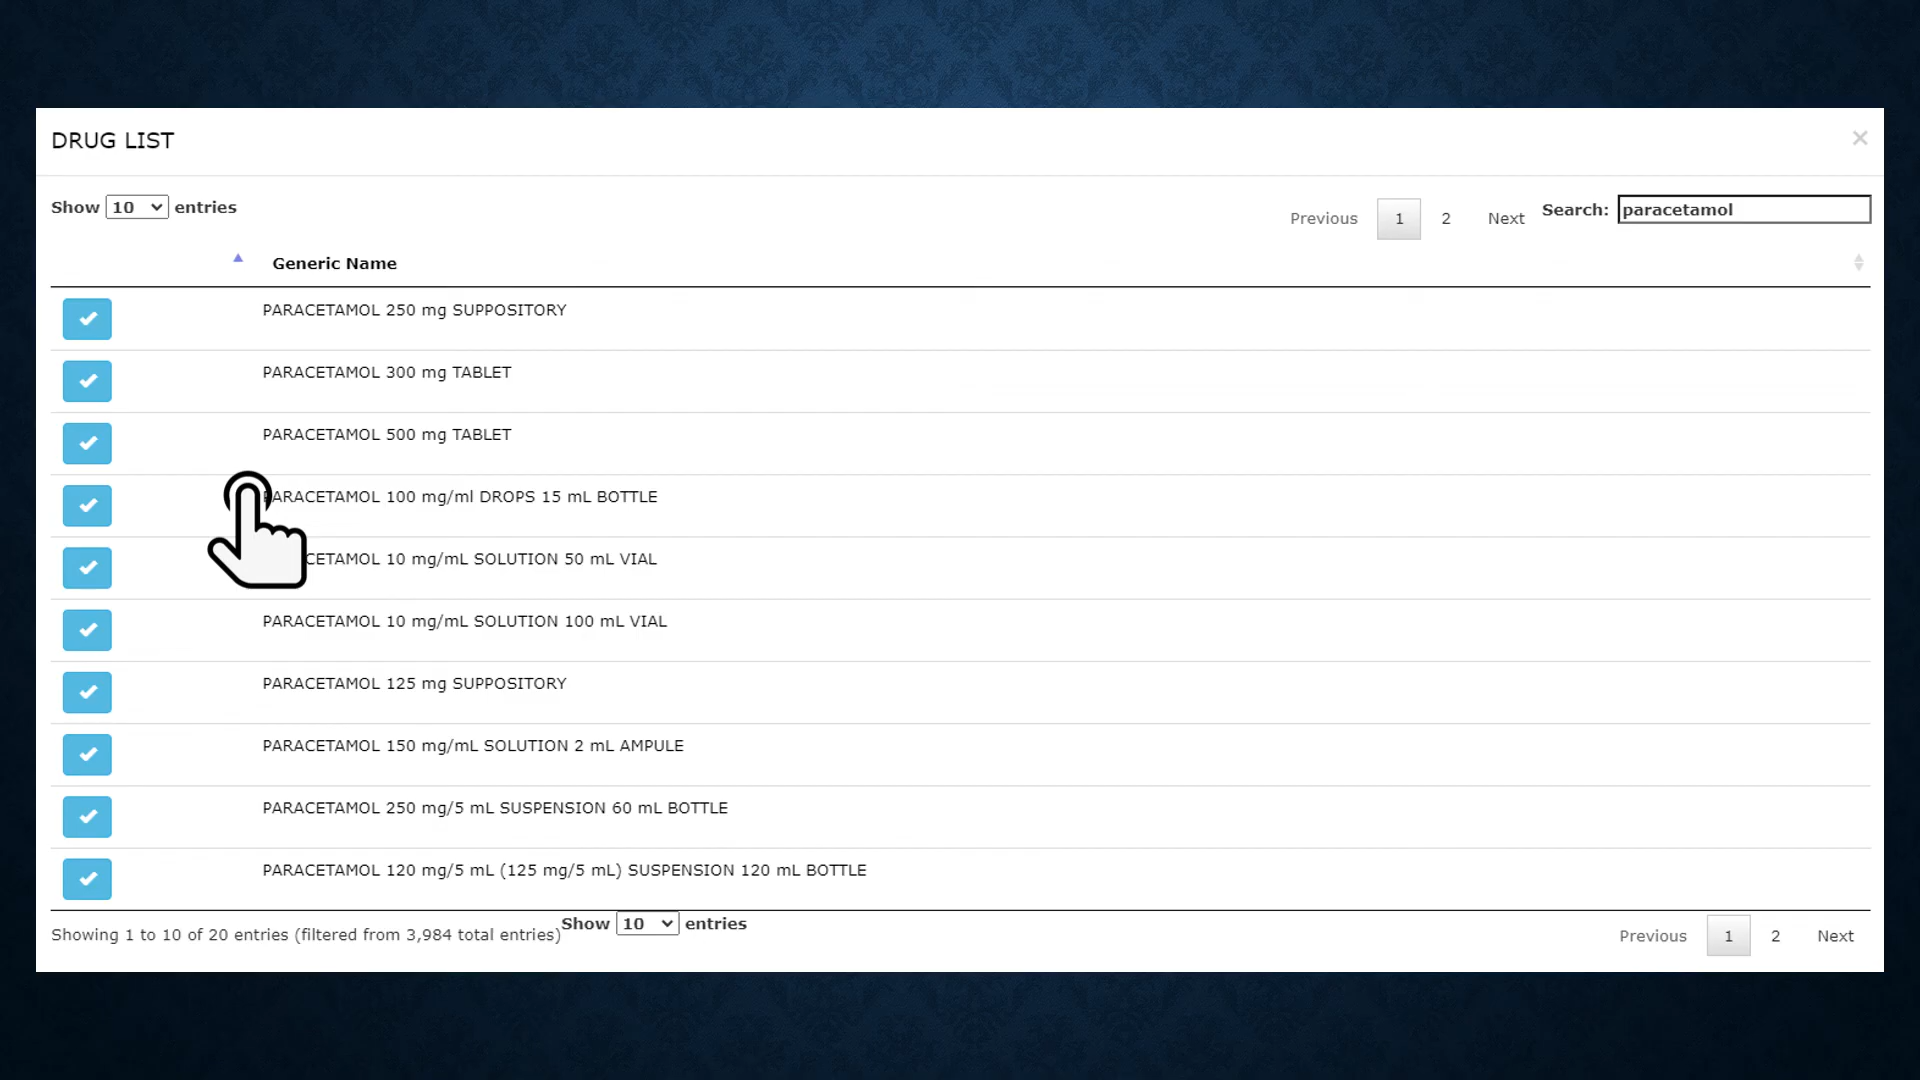 DRUG LIST
×
Show 10 entries
Previous 1 2 Next Search: paracetamol
Generic Name
PARACETAMOL 250 mg SUPPOSITORY
PARACETAMOL 300 mg TABLET
PARACETAMOL 500 mg TABLET
ARACETAMOL 100 mg/ml DROPS 15 mL BOTTLE
CETAMOL 10 mg/mL SOLUTION 50 mL VIAL
PARACETAMOL 10 mg/mL SOLUTION 100 mL VIAL
PARACETAMOL 125 mg SUPPOSITORY
PARACETAMOL 150 mg/mL SOLUTION 2 mL AMPULE
PARACETAMOL 250 mg/5 mL SUSPENSION 60 mL BOTTLE
PARACETAMOL 120 mg/5 mL (125 mg/5 mL) SUSPENSION 120 mL BOTTLE
Showing 1 to 10 of 20 entries (filtered from 3,984 total entries) Show 10 entries
Previous 1 2 Next